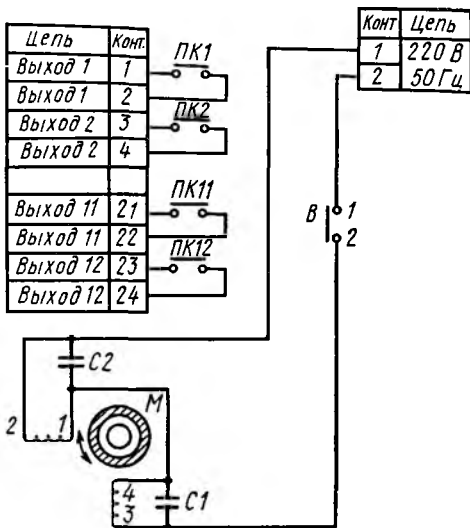 Цепь Конт.
Выход 1 1
Выход 1 2
Выход 2 3
Выход 2 4
Выход 11 21
Выход 11 22
Выход 12 23
Выход 12 24
ПК1
ПК2
ПК11
ПК12
Конт Цепь
1 220 В
2 50 Гц
В 1
2
С2
2 1
М
4
3
С1